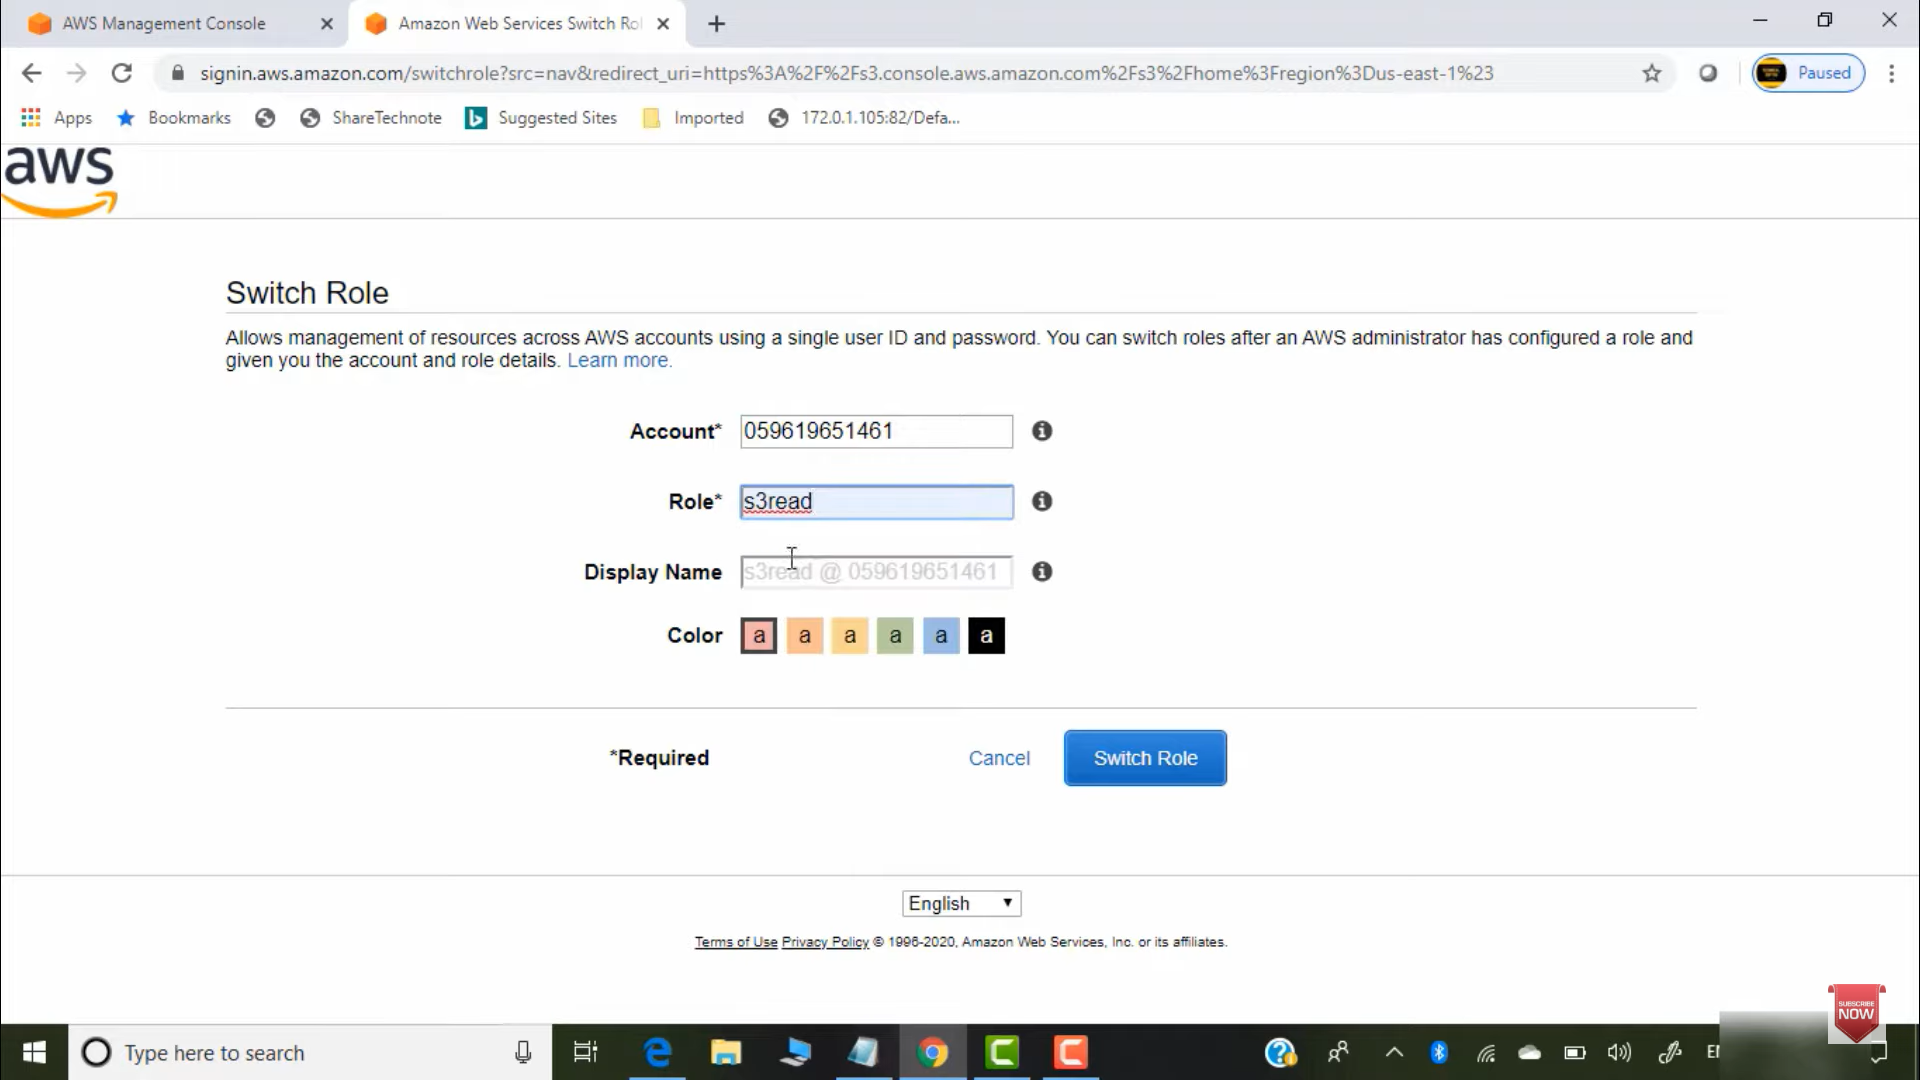 AWS Management Console
Amazon Web Services Switch Rol
signin.aws.amazon.com/switchrole?src=nav&redirect_uri=https%3A%2F%2Fs3.console.aws.amazon.com%2Fs3%2Fhome%3Fregion%3Dus-east-1%23
Paused
Apps
Bookmarks
ShareTechnote
Suggested Sites
Imported
172.0.1.105:82/Defa...
aws
Switch Role
Allows management of resources across AWS accounts using a single user ID and password. You can switch roles after an AWS administrator has configured a role and
given you the account and role details. Learn more.
Account*
059619651461
Role*
s3read
Display Name
s3read @ 059619651461
Color
a a a a a a
*Required
Cancel
Switch Role
English
Terms of Use Privacy Policy © 1996-2020, Amazon Web Services, Inc. or its affiliates.
SUBSCRIBE
NOW
Type here to search